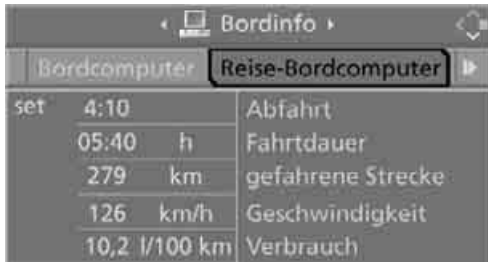 Bordinfo
Bordcomputer Reise-Bordcomputer
set 4:10 Abfahrt
05:40 h Fahrtdauer
279 km gefahrene Strecke
126 km/h Geschwindigkeit
10,2 l/100 km Verbrauch